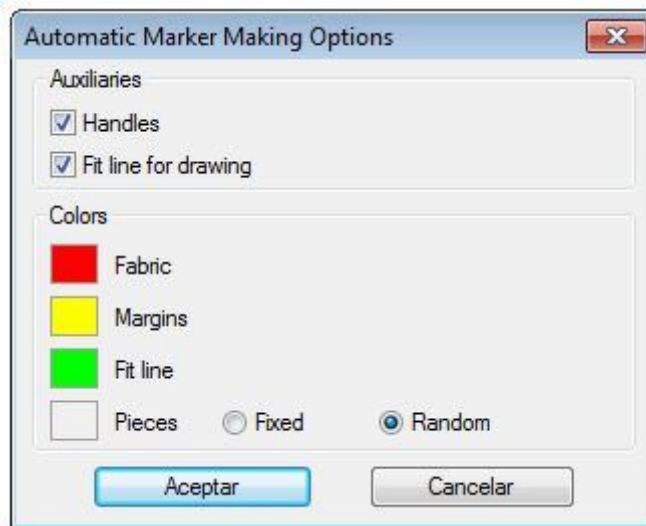 Automatic Marker Making Options
Auxiliaries
Handles
Fit line for drawing
Colors
Fabric
Margins
Fit line
Pieces Fixed Random
Aceptar Cancelar